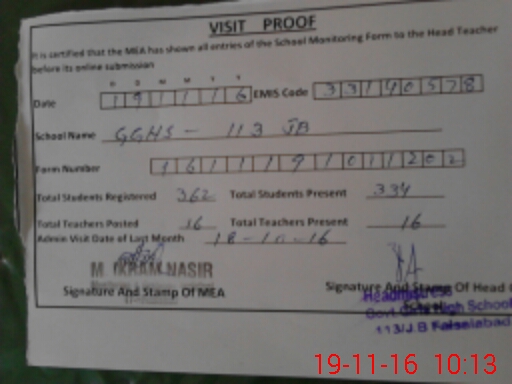 VISIT PROOF
It is certified that the MEA has shown all entries of the School Monitoring Form to the Head Teacher
before its online submission
D D M M Y Y
Date 1 9 1 1 1 6 EMIS Code 3 3 1 4 0 5 7 8
School Name GGHS - 113 JB
Form Number 1 6 1 1 1 9 1 0 1 1 2 0 2
Total Students Registered 362 Total Students Present 334
Total Teachers Posted 16 Total Teachers Present 16
Admin Visit Date of Last Month 18-10-16
M. IKRAM NASIR
Signature And Stamp Of MEA Signature And Stamp Of Head
Headmistress
Govt Girls High School
113/J.B Faisalabad
19-11-16 10:13